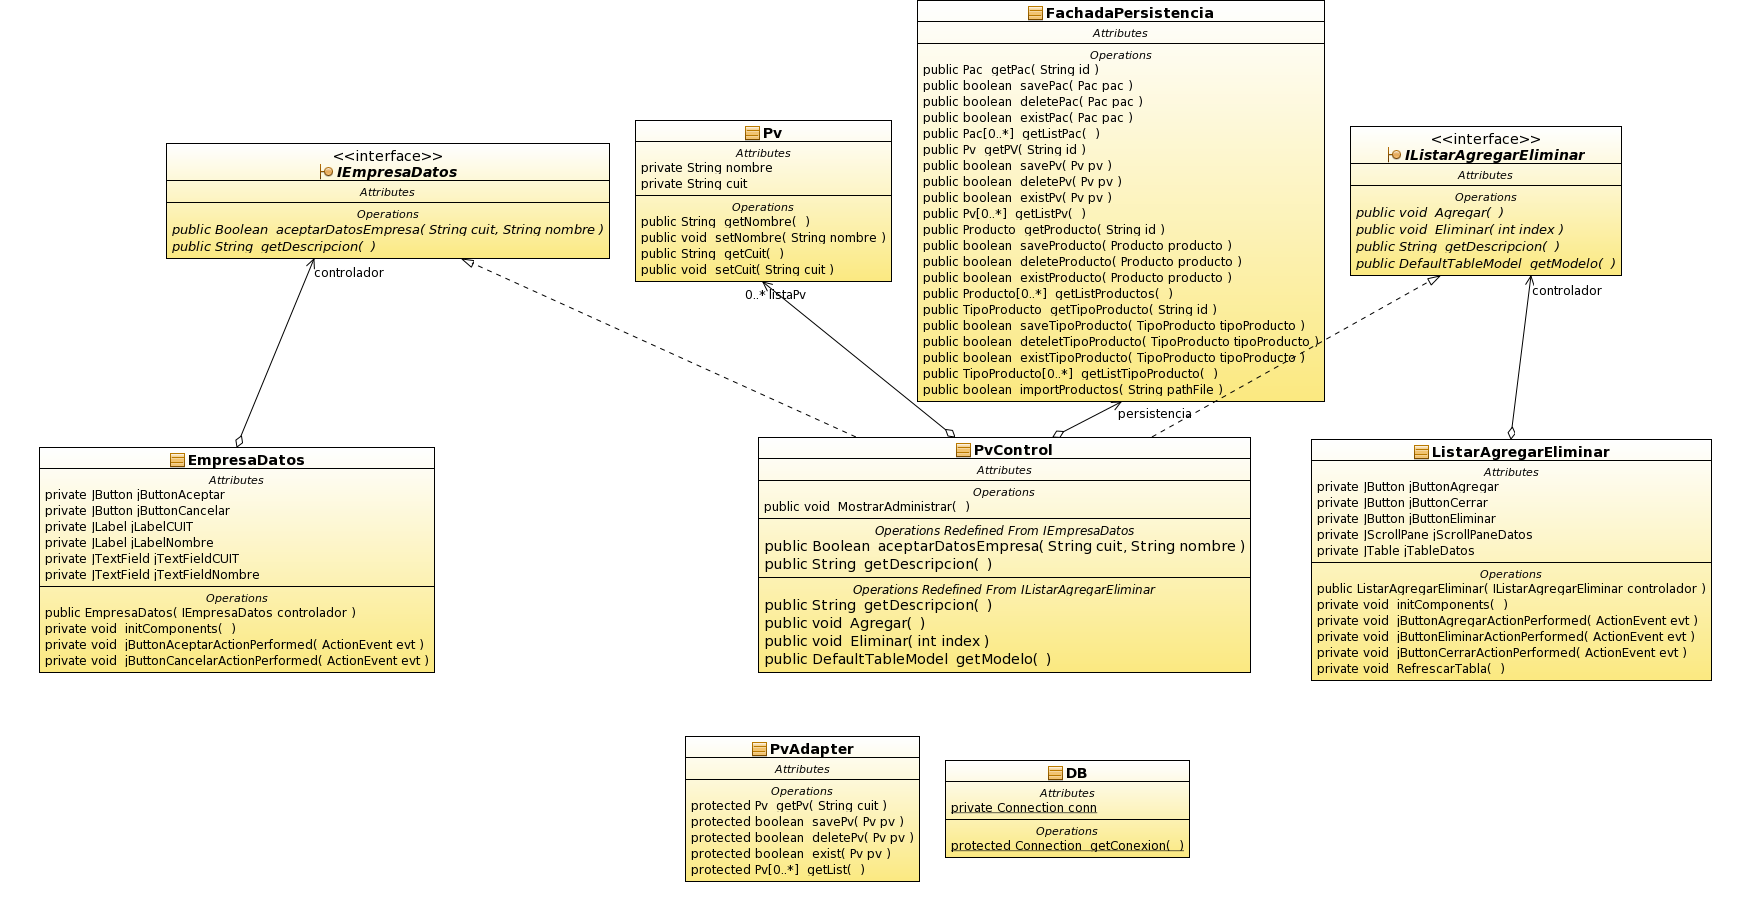 FachadaPersistencia
Attributes
Operations
public Pac getPac( String id )
public boolean savePac( Pac pac )
public boolean deletePac( Pac pac )
public boolean existPac( Pac pac )
public Pac[0..*] getListPac( )
public Pv getPV( String id )
public boolean savePv( Pv pv )
public boolean deletePv( Pv pv )
public boolean existPv( Pv pv )
public Pv[0..*] getListPv( )
public Producto getProducto( String id )
public boolean saveProducto( Producto producto )
public boolean deleteProducto( Producto producto )
public boolean existProducto( Producto producto )
public Producto[0..*] getListProductos( )
public TipoProducto getTipoProducto( String id )
public boolean saveTipoProducto( TipoProducto tipoProducto )
public boolean deteletTipoProducto( TipoProducto tipoProducto )
public boolean existTipoProducto( TipoProducto tipoProducto )
public TipoProducto[0..*] getListTipoProducto( )
public boolean importProductos( String pathFile )
persistencia
<<interface>>
IEmpresaDatos
Attributes
Operations
public Boolean aceptarDatosEmpresa( String cuit, String nombre )
public String getDescripcion( )
controlador
Pv
Attributes
private String nombre
private String cuit
Operations
public String getNombre( )
public void setNombre( String nombre )
public String getCuit( )
public void setCuit( String cuit )
0..* listaPv
<<interface>>
IListarAgregarEliminar
Attributes
Operations
public void Agregar( )
public void Eliminar( int index )
public String getDescripcion( )
public DefaultTableModel getModelo( )
controlador
EmpresaDatos
Attributes
private JButton jButtonAceptar
private JButton jButtonCancelar
private JLabel jLabelCUIT
private JLabel jLabelNombre
private JTextField jTextFieldCUIT
private JTextField jTextFieldNombre
Operations
public EmpresaDatos( IEmpresaDatos controlador )
private void initComponents( )
private void jButtonAceptarActionPerformed( ActionEvent evt )
private void jButtonCancelarActionPerformed( ActionEvent evt )
PvControl
Attributes
Operations
public void MostrarAdministrar( )
Operations Redefined From IEmpresaDatos
public Boolean aceptarDatosEmpresa( String cuit, String nombre )
public String getDescripcion( )
Operations Redefined From IListarAgregarEliminar
public String getDescripcion( )
public void Agregar( )
public void Eliminar( int index )
public DefaultTableModel getModelo( )
ListarAgregarEliminar
Attributes
private JButton jButtonAgregar
private JButton jButtonCerrar
private JButton jButtonEliminar
private JScrollPane jScrollPaneDatos
private JTable jTableDatos
Operations
public ListarAgregarEliminar( IListarAgregarEliminar controlador )
private void initComponents( )
private void jButtonAgregarActionPerformed( ActionEvent evt )
private void jButtonEliminarActionPerformed( ActionEvent evt )
private void jButtonCerrarActionPerformed( ActionEvent evt )
private void RefrescarTabla( )
PvAdapter
Attributes
Operations
protected Pv getPv( String cuit )
protected boolean savePv( Pv pv )
protected boolean deletePv( Pv pv )
protected boolean exist( Pv pv )
protected Pv[0..*] getList( )
DB
Attributes
private Connection conn
Operations
protected Connection getConexion( )